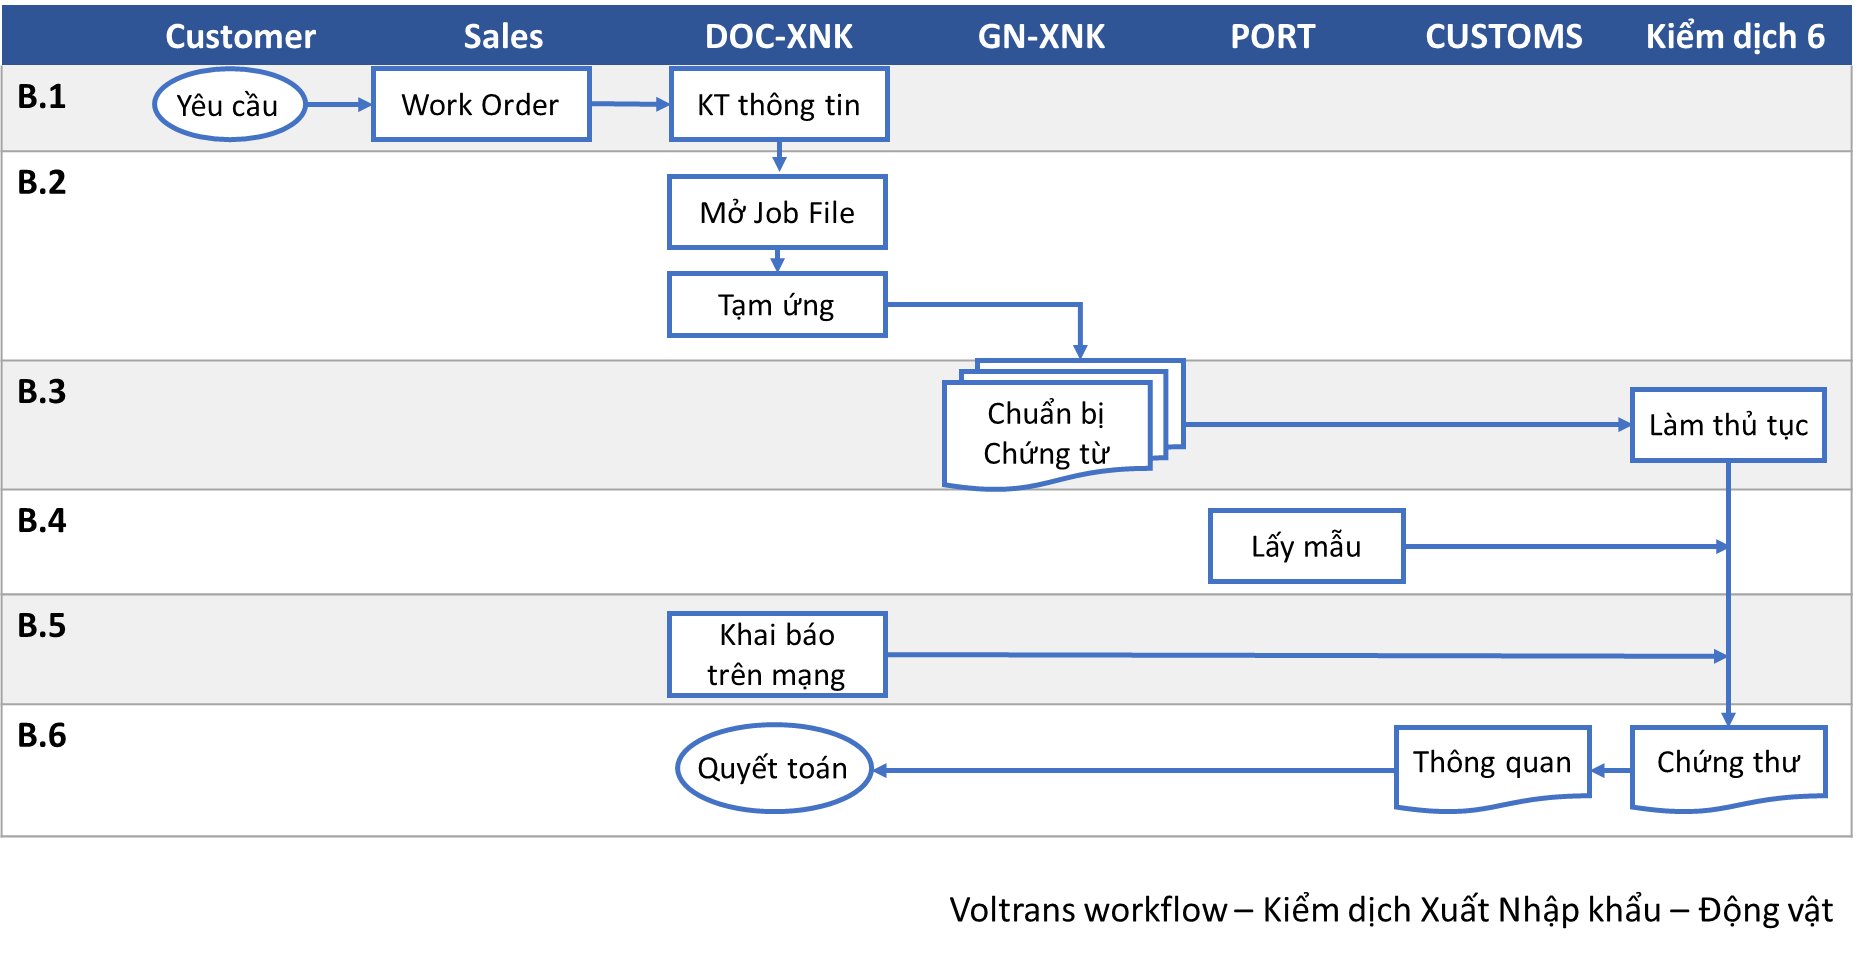 Customer Sales DOC-XNK GN-XNK PORT CUSTOMS Kiểm dịch 6
B.1
Yêu cầu
Work Order
KT thông tin
B.2
Mở Job File
Tạm ứng
B.3
Chuẩn bị
Chứng từ
Làm thủ tục
B.4
Lấy mẫu
B.5
Khai báo
trên mạng
B.6
Quyết toán
Thông quan
Chứng thư
Voltrans workflow – Kiểm dịch Xuất Nhập khẩu – Động vật